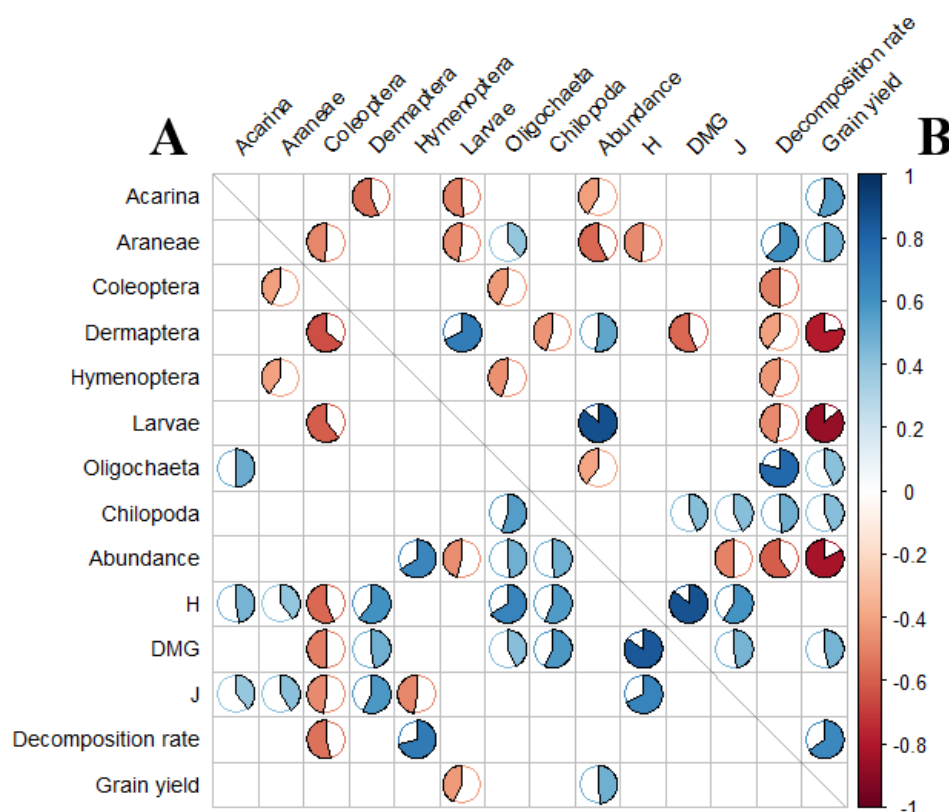 A
B
Acarina
Araneae
Coleoptera
Dermaptera
Hymenoptera
Larvae
Oligochaeta
Chilopoda
Abundance
H
DMG
J
Decomposition rate
Grain yield
Acarina
Araneae
Coleoptera
Dermaptera
Hymenoptera
Larvae
Oligochaeta
Chilopoda
Abundance
H
DMG
J
Decomposition rate
Grain yield
1
0.8
0.6
0.4
0.2
0
-0.2
-0.4
-0.6
-0.8
-1